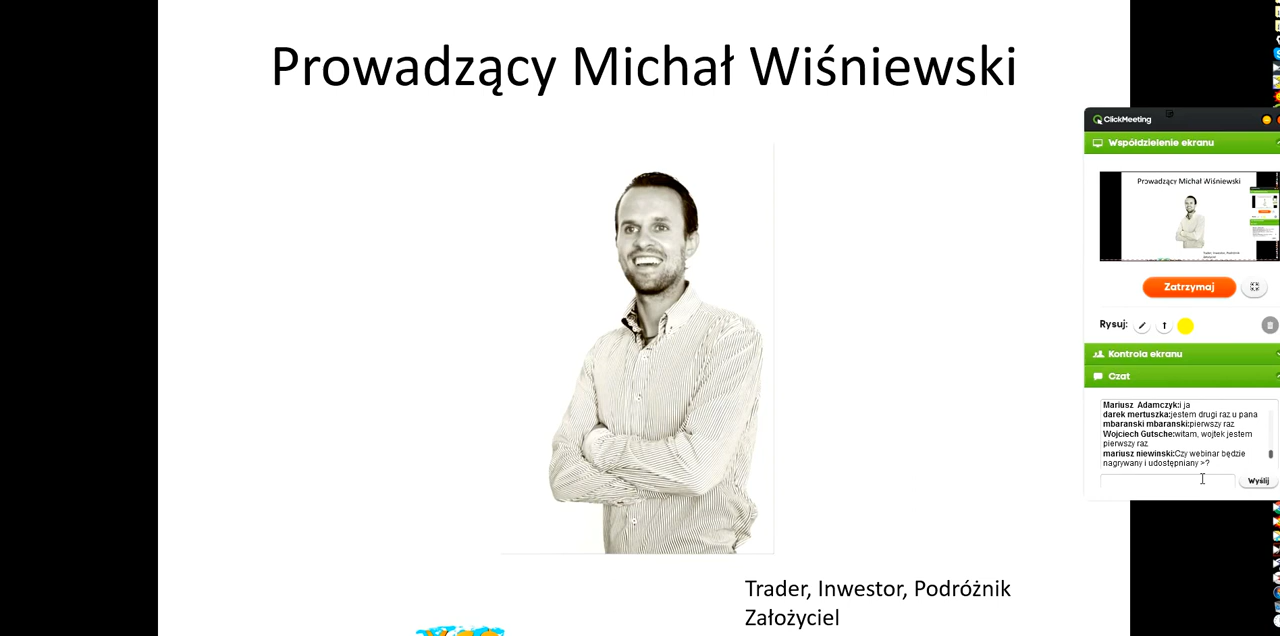 Prowadzący Michał Wiśniewski
Trader, Inwestor, Podróżnik
Założyciel
ClickMeeting
Współdzielenie ekranu
Prowadzący Michał Wiśniewski
Zatrzymaj
Rysuj:
Kontrola ekranu
Czat
Mariusz Adamczyk:i ja
darek mertuszka:jestem drugi raz u pana
mbaranski mbaranski:pierwszy raz
Wojciech Gutsche:witam, wojtek jestem
pierwszy raz
mariusz niewinski:Czy webinar będzie
nagrywany i udostępniany >?
Wyślij